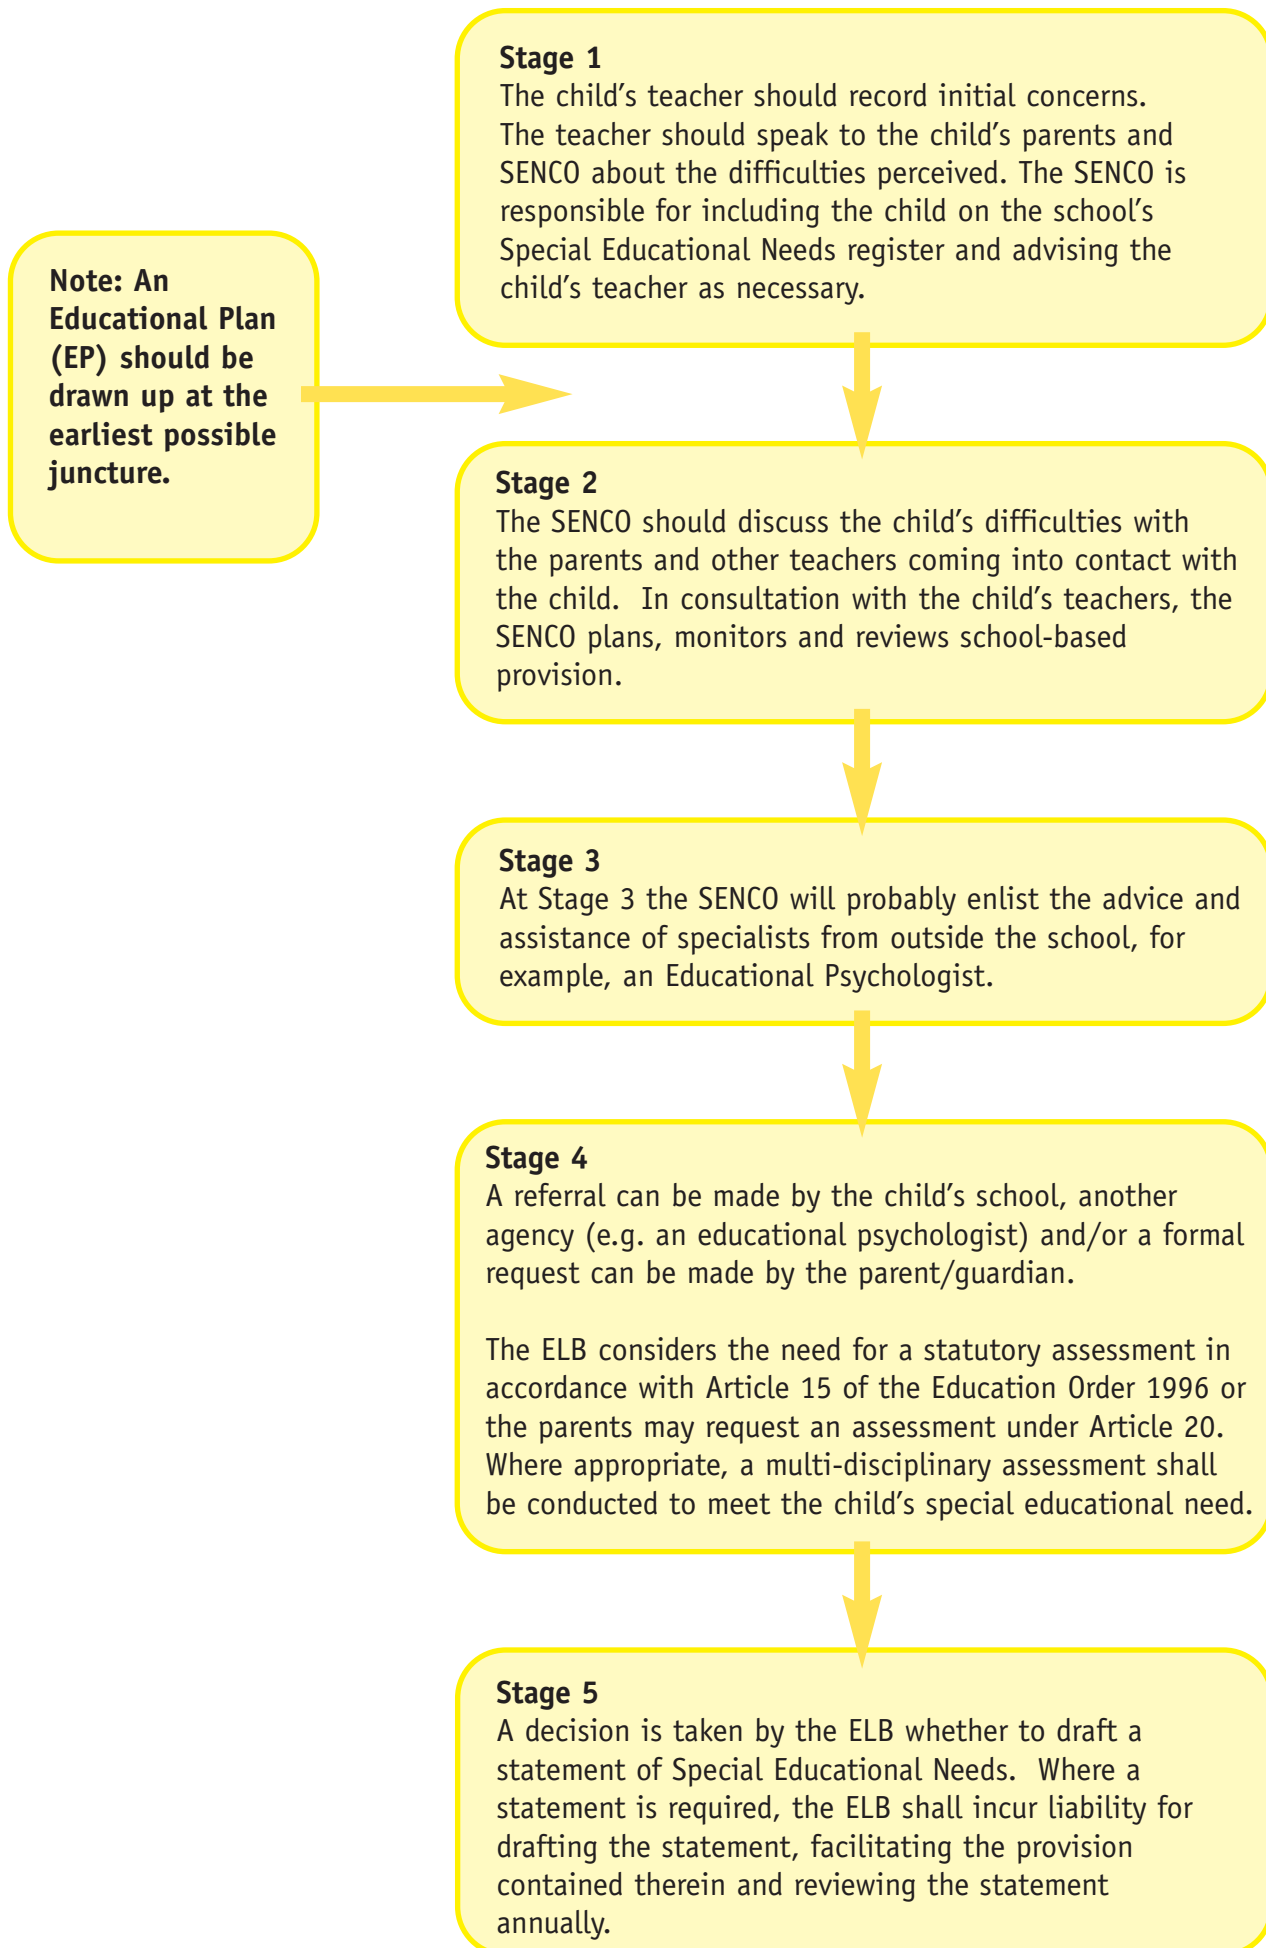 Stage 1
The child’s teacher should record initial concerns.
The teacher should speak to the child’s parents and
SENCO about the difficulties perceived. The SENCO is
responsible for including the child on the school’s
Special Educational Needs register and advising the
child’s teacher as necessary.
Note: An
Educational Plan
(EP) should be
drawn up at the
earliest possible
juncture.
Stage 2
The SENCO should discuss the child’s difficulties with
the parents and other teachers coming into contact with
the child.  In consultation with the child’s teachers, the
SENCO plans, monitors and reviews school-based
provision.
Stage 3
At Stage 3 the SENCO will probably enlist the advice and
assistance of specialists from outside the school, for
example, an Educational Psychologist.
Stage 4
A referral can be made by the child’s school, another
agency (e.g. an educational psychologist) and/or a formal
request can be made by the parent/guardian.
The ELB considers the need for a statutory assessment in
accordance with Article 15 of the Education Order 1996 or
the parents may request an assessment under Article 20.
Where appropriate, a multi-disciplinary assessment shall
be conducted to meet the child’s special educational need.
Stage 5
A decision is taken by the ELB whether to draft a
statement of Special Educational Needs.  Where a
statement is required, the ELB shall incur liability for
drafting the statement, facilitating the provision
contained therein and reviewing the statement
annually.